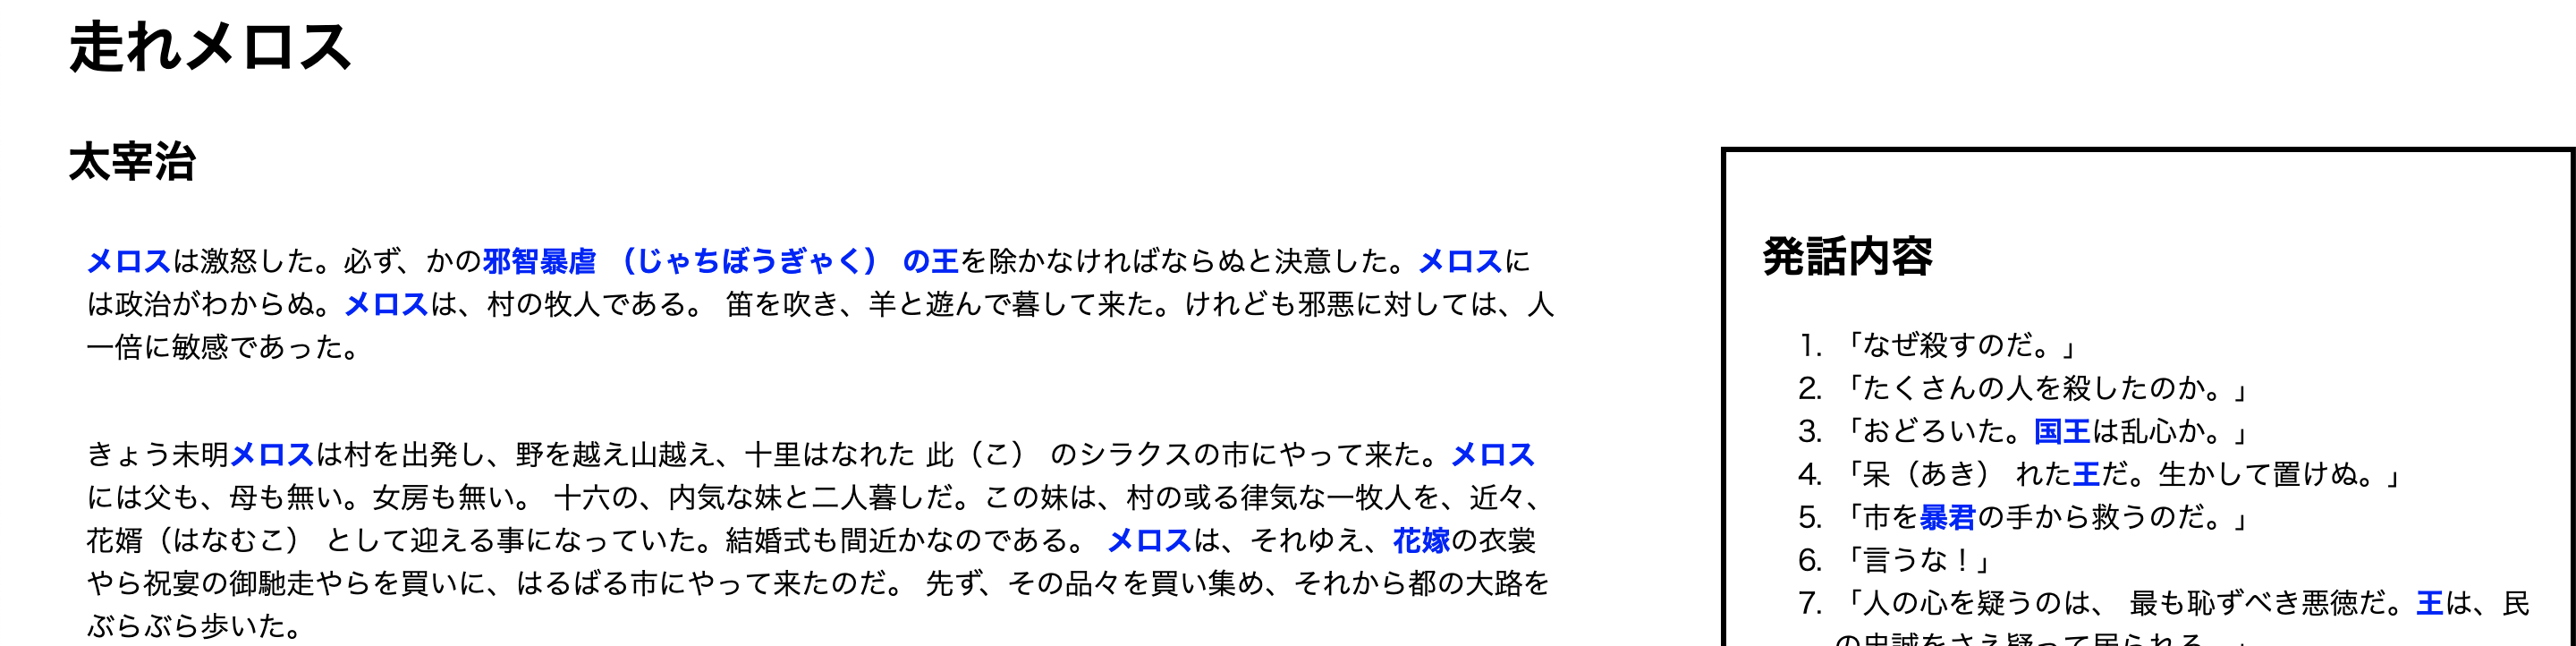 走れメロス
太宰治
メロスは激怒した。必ず、かの邪智暴虐 （じゃちぼうぎゃく） の王を除かなければならぬと決意した。メロスに
は政治がわからぬ。メロスは、村の牧人である。 笛を吹き、羊と遊んで暮して来た。けれども邪悪に対しては、人
一倍に敏感であった。
きょう未明メロスは村を出発し、野を越え山越え、十里はなれた 此（こ） のシラクスの市にやって来た。メロス
には父も、母も無い。女房も無い。 十六の、内気な妹と二人暮しだ。この妹は、村の或る律気な一牧人を、近々、
花婿（はなむこ） として迎える事になっていた。結婚式も間近かなのである。 メロスは、それゆえ、花嫁の衣裳
やら祝宴の御馳走やらを買いに、はるばる市にやって来たのだ。 先ず、その品々を買い集め、それから都の大路を
ぶらぶら歩いた。
発話内容
1. 「なぜ殺すのだ。」
2. 「たくさんの人を殺したのか。」
3. 「おどろいた。国王は乱心か。」
4. 「呆（あき） れた王だ。生かして置けぬ。」
5. 「市を暴君の手から救うのだ。」
6. 「言うな！」
7. 「人の心を疑うのは、 最も恥ずべき悪徳だ。王は、民
の忠誠をさえ疑って居られる。」